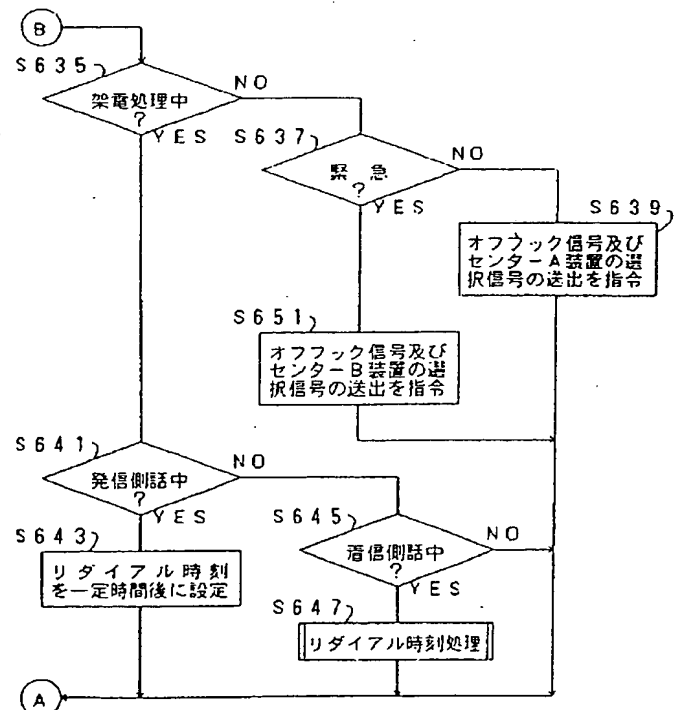 B
S635
架電処理中
?
NO
YES
S637
緊急
?
NO
YES
S639
オフフック信号及び
センターA装置の選
択信号の送出を指令
S651
オフフック信号及び
センターB装置の選
択信号の送出を指令
S641
発信側話中
?
NO
YES
S643
リダイアル時刻
を一定時間後に設定
S645
着信側話中
?
NO
YES
S647
リダイアル時刻処理
A